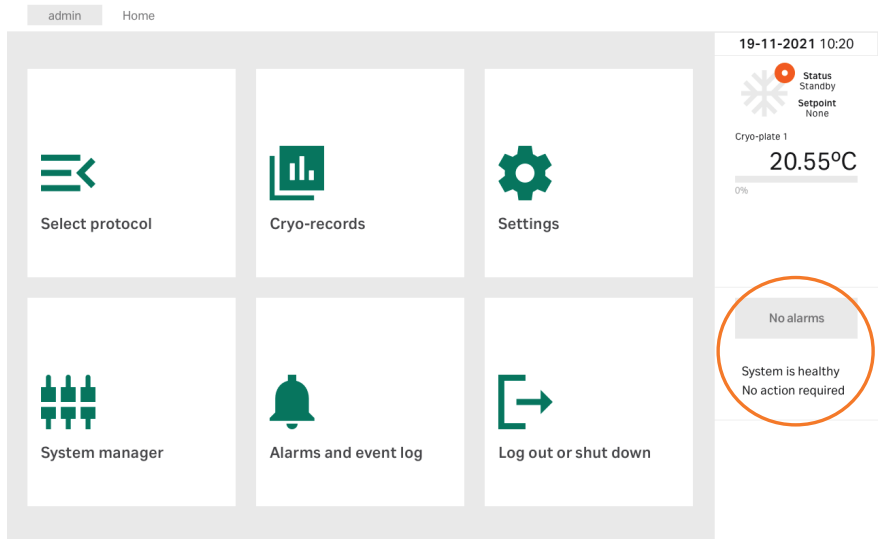 admin
Home
19-11-2021 10:20
Status
Standby
Setpoint
None
Cryo-plate 1
20.55ºC
0%
Select protocol
Cryo-records
Settings
No alarms
System is healthy
No action required
System manager
Alarms and event log
Log out or shut down